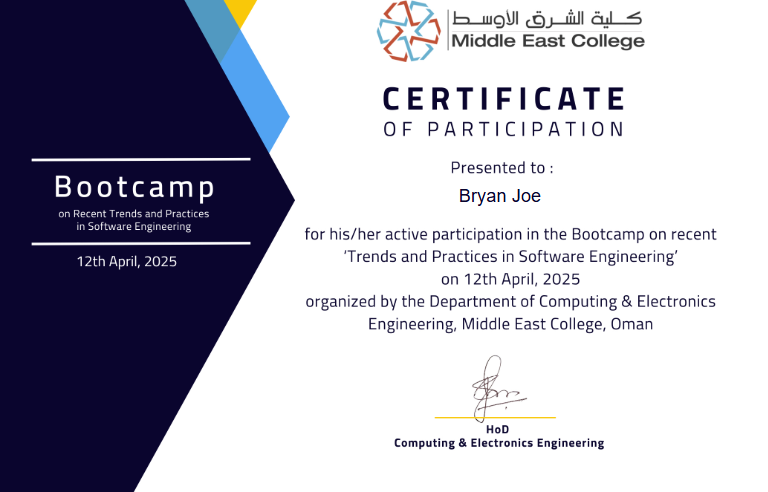 كلية الشرق الأوسط
Middle East College
CERTIFICATE
OF PARTICIPATION
Presented to :
Bryan Joe
for his/her active participation in the Bootcamp on recent
‘Trends and Practices in Software Engineering’
on 12th April, 2025
organized by the Department of Computing & Electronics
Engineering, Middle East College, Oman
HoD
Computing & Electronics Engineering
Bootcamp
on Recent Trends and Practices
in Software Engineering
12th April, 2025